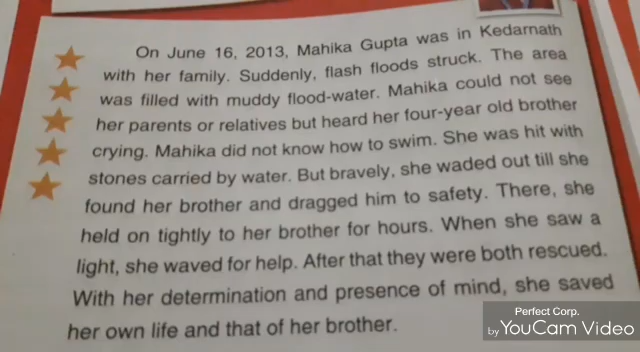 On June 16, 2013, Mahika Gupta was in Kedarnath
with her family. Suddenly, flash floods struck. The area
was filled with muddy flood-water. Mahika could not see
her parents or relatives but heard her four-year old brother
crying. Mahika did not know how to swim. She was hit with
stones carried by water. But bravely, she waded out till she
found her brother and dragged him to safety. There, she
held on tightly to her brother for hours. When she saw a
light, she waved for help. After that they were both rescued.
With her determination and presence of mind, she saved
her own life and that of her brother.
Perfect Corp.
by YouCam Video